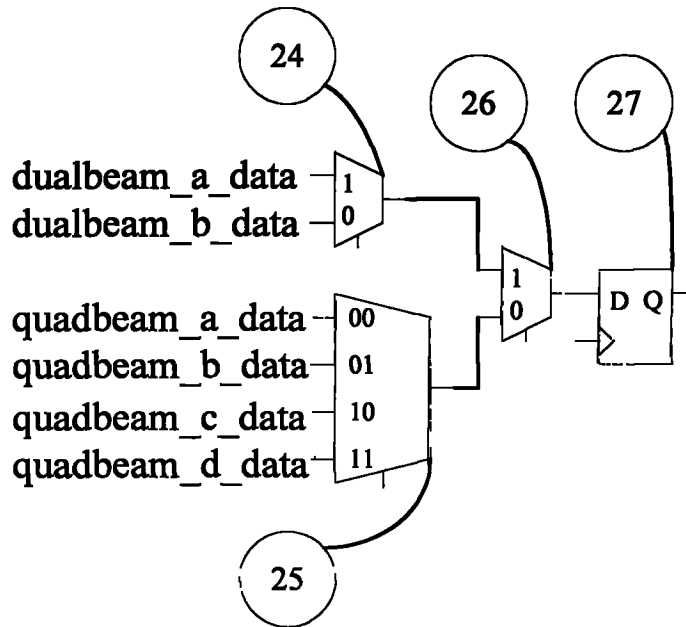 24
26
27
dualbeam_a_data 1
dualbeam_b_data 0
1
0
D Q
quadbeam_a_data 00
quadbeam_b_data 01
quadbeam_c_data 10
quadbeam_d_data 11
25